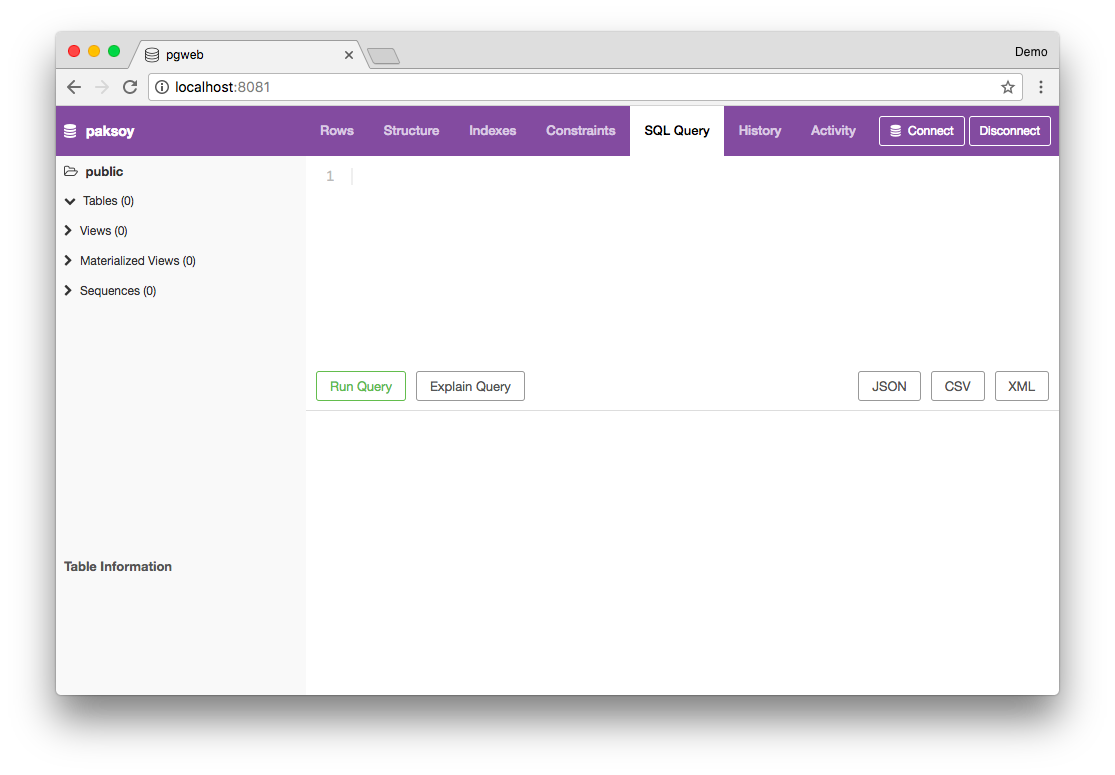 pgweb
Demo
localhost:8081
paksoy
Rows Structure Indexes Constraints SQL Query History Activity Connect Disconnect
public
Tables (0)
Views (0)
Materialized Views (0)
Sequences (0)
Table Information
1
Run Query Explain Query JSON CSV XML